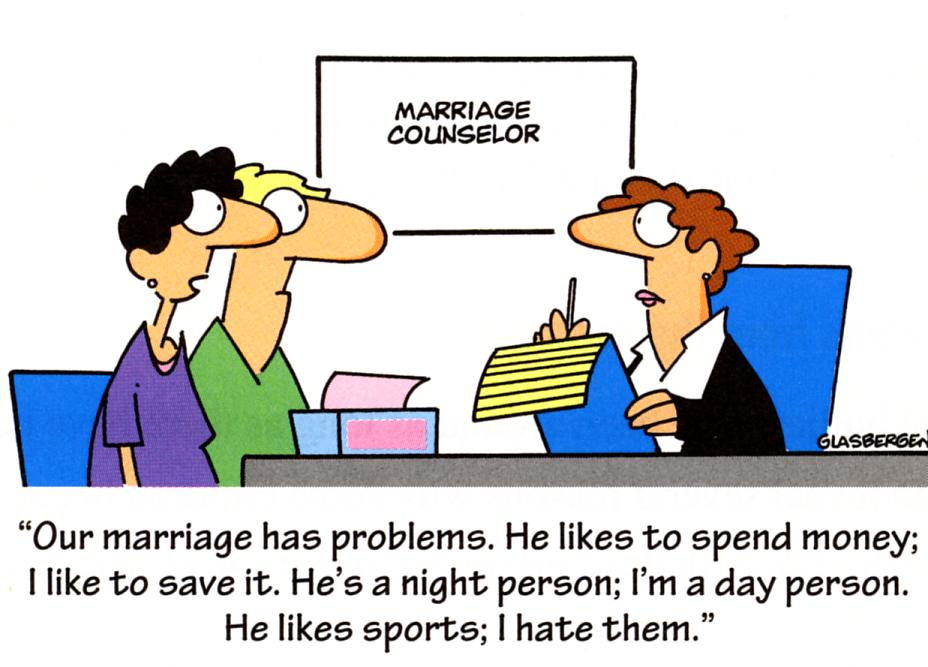 MARRIAGE
COUNSELOR
GLASBERGEN
“Our marriage has problems. He likes to spend money;
I like to save it. He’s a night person; I’m a day person.
He likes sports; I hate them.”